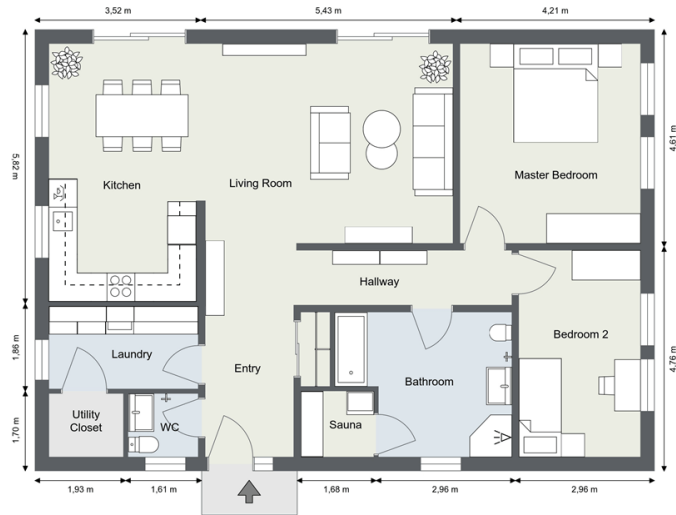 3,52 m
5,43 m
4,21 m
5,82 m
4.61 m
Kitchen
Living Room
Master Bedroom
Hallway
1,86 m
Laundry
Entry
Bathroom
Bedroom 2
4.76 m
1,70 m
Utility
Closet
WC
Sauna
1,93 m
1,61 m
1,68 m
2,96 m
2,96 m